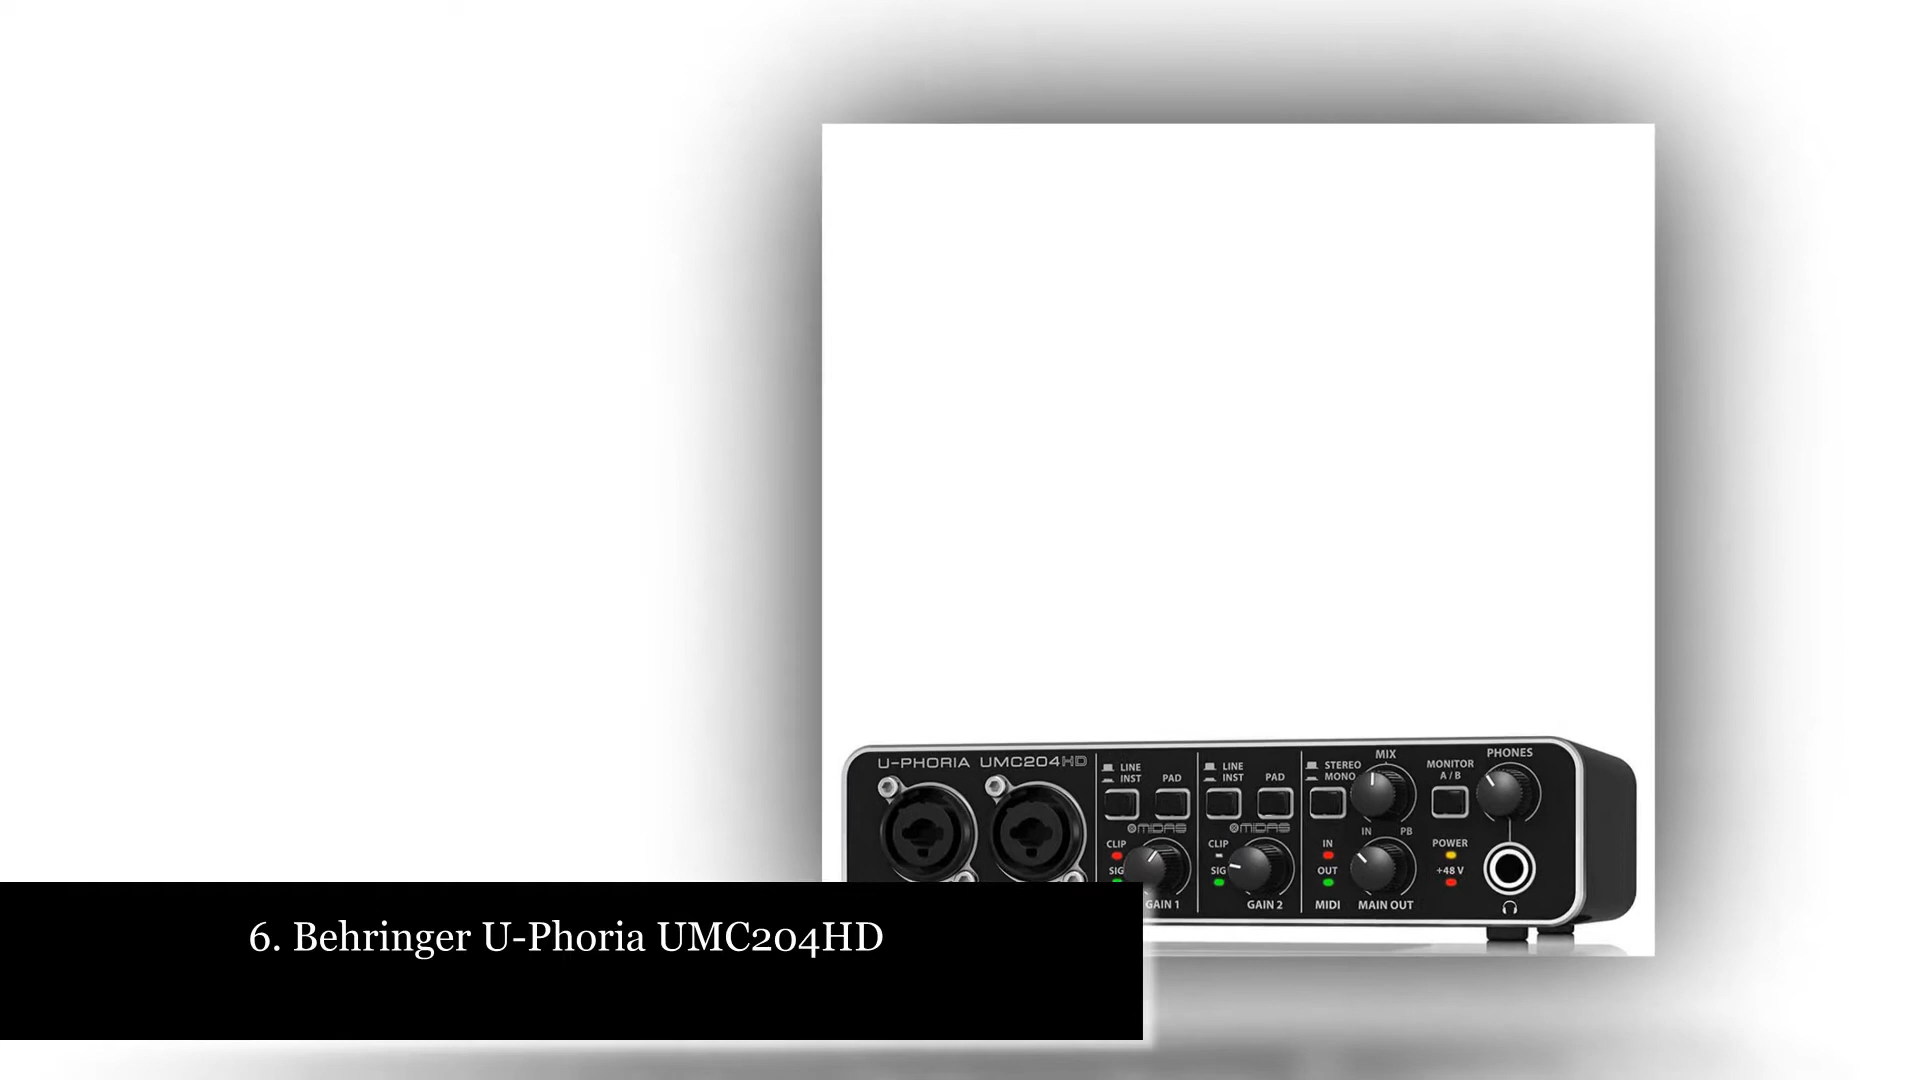 U-PHORIA UMC204HD
LINE
INST
PAD
MIDAS
CLIP
SIG
GAIN 1
LINE
INST
PAD
MIDAS
CLIP
SIG
GAIN 2
STEREO
MONO
MIX
IN
PB
IN
OUT
MIDI
MAIN OUT
MONITOR
A / B
POWER
+48 V
PHONES
6. Behringer U-Phoria UMC204HD